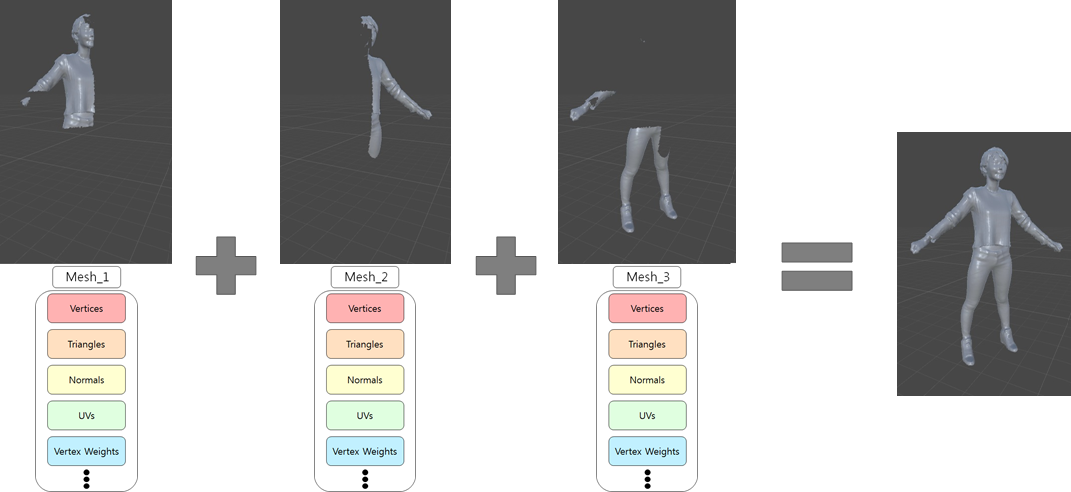 Mesh_1
Vertices
Triangles
Normals
UVs
Vertex Weights
Mesh_2
Vertices
Triangles
Normals
UVs
Vertex Weights
Mesh_3
Vertices
Triangles
Normals
UVs
Vertex Weights